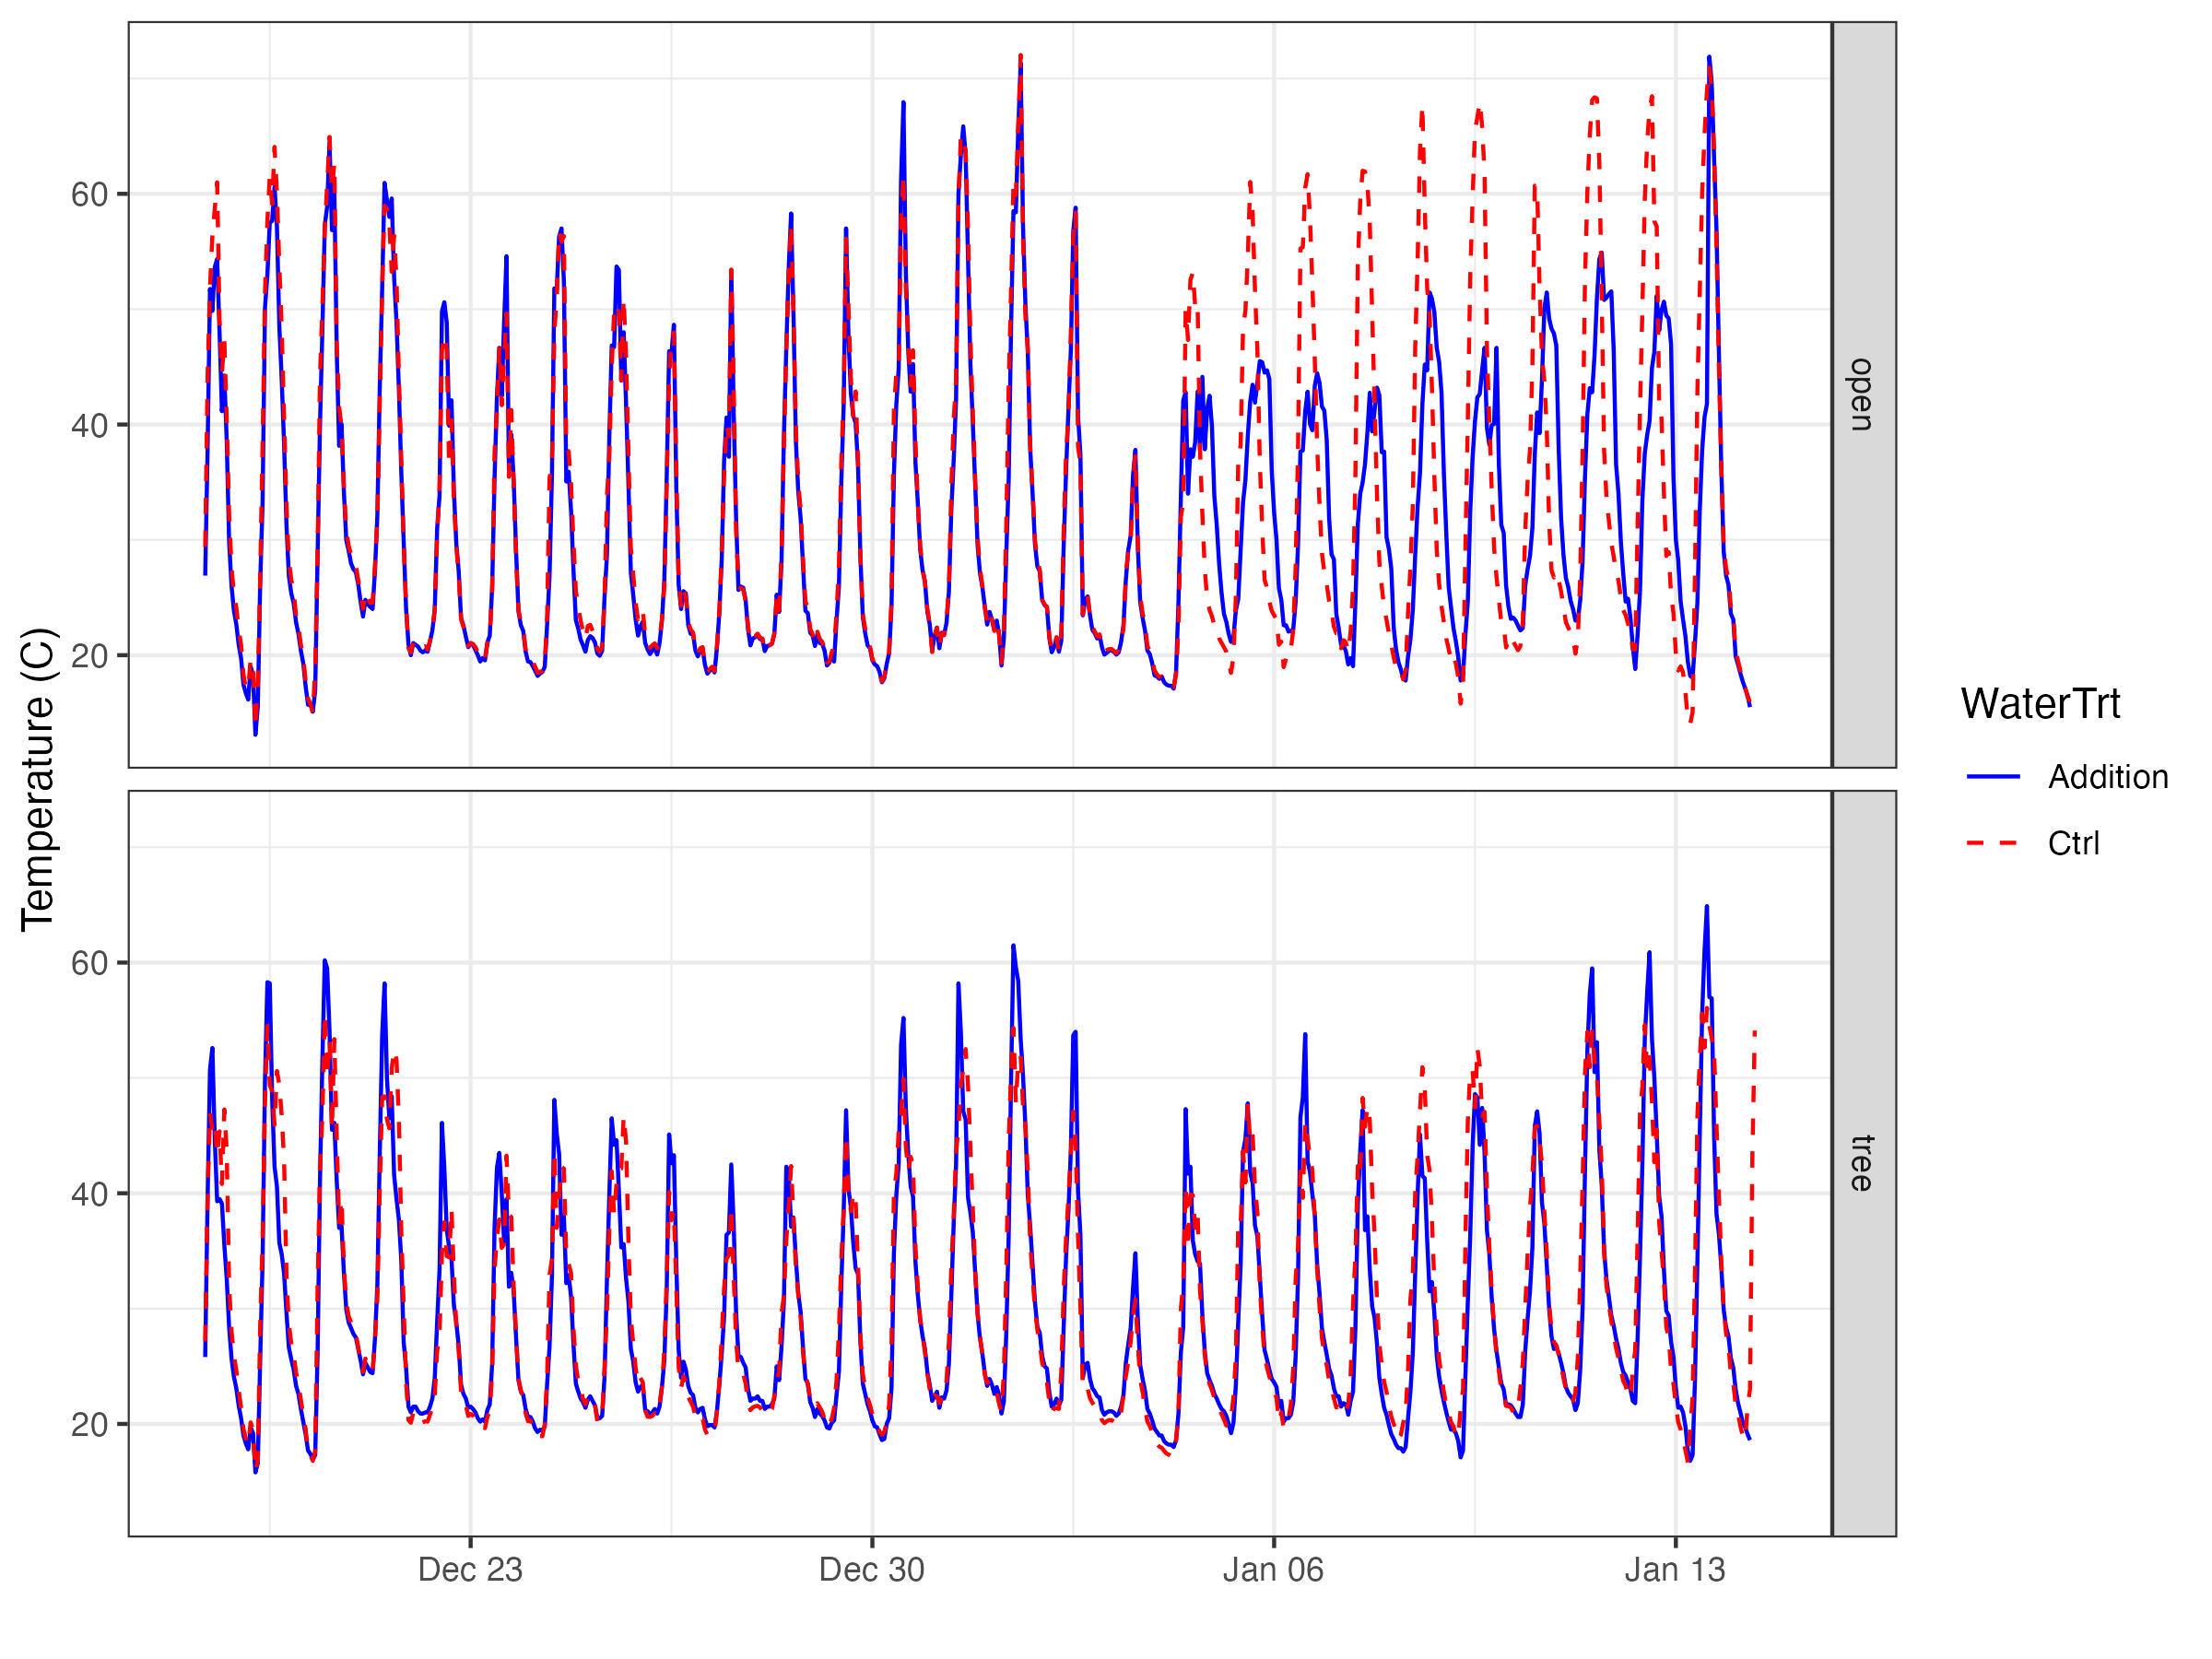 Temperature (C)
60
40
20
open
60
40
20
tree
Dec 23
Dec 30
Jan 06
Jan 13
WaterTrt
Addition
Ctrl